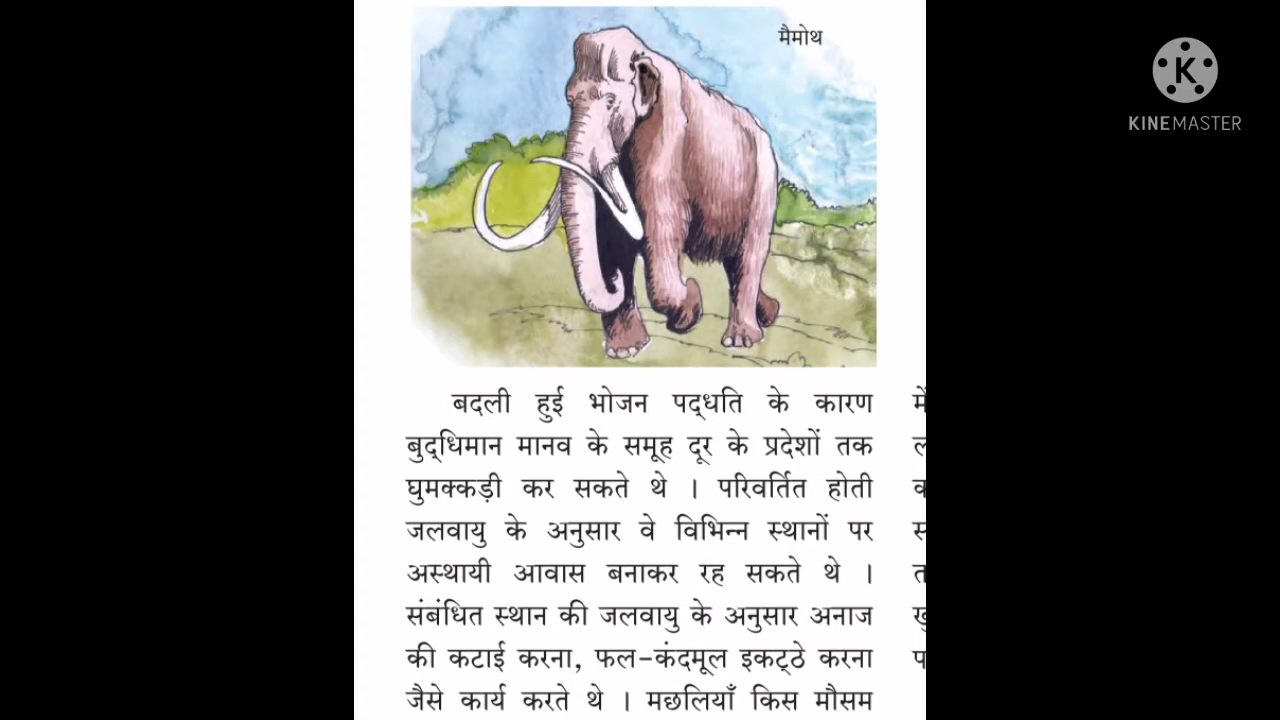 मैमोथ
K
KINEMASTER
बदली हुई भोजन पद्धति के कारण
बुद्धिमान मानव के समूह दूर के प्रदेशों तक
घुमक्कड़ी कर सकते थे । परिवर्तित होती
जलवायु के अनुसार वे विभिन्न स्थानों पर
अस्थायी आवास बनाकर रह सकते थे ।
संबंधित स्थान की जलवायु के अनुसार अनाज
की कटाई करना, फल-कंदमूल इकट्ठे करना
जैसे कार्य करते थे । मछलियाँ किस मौसम